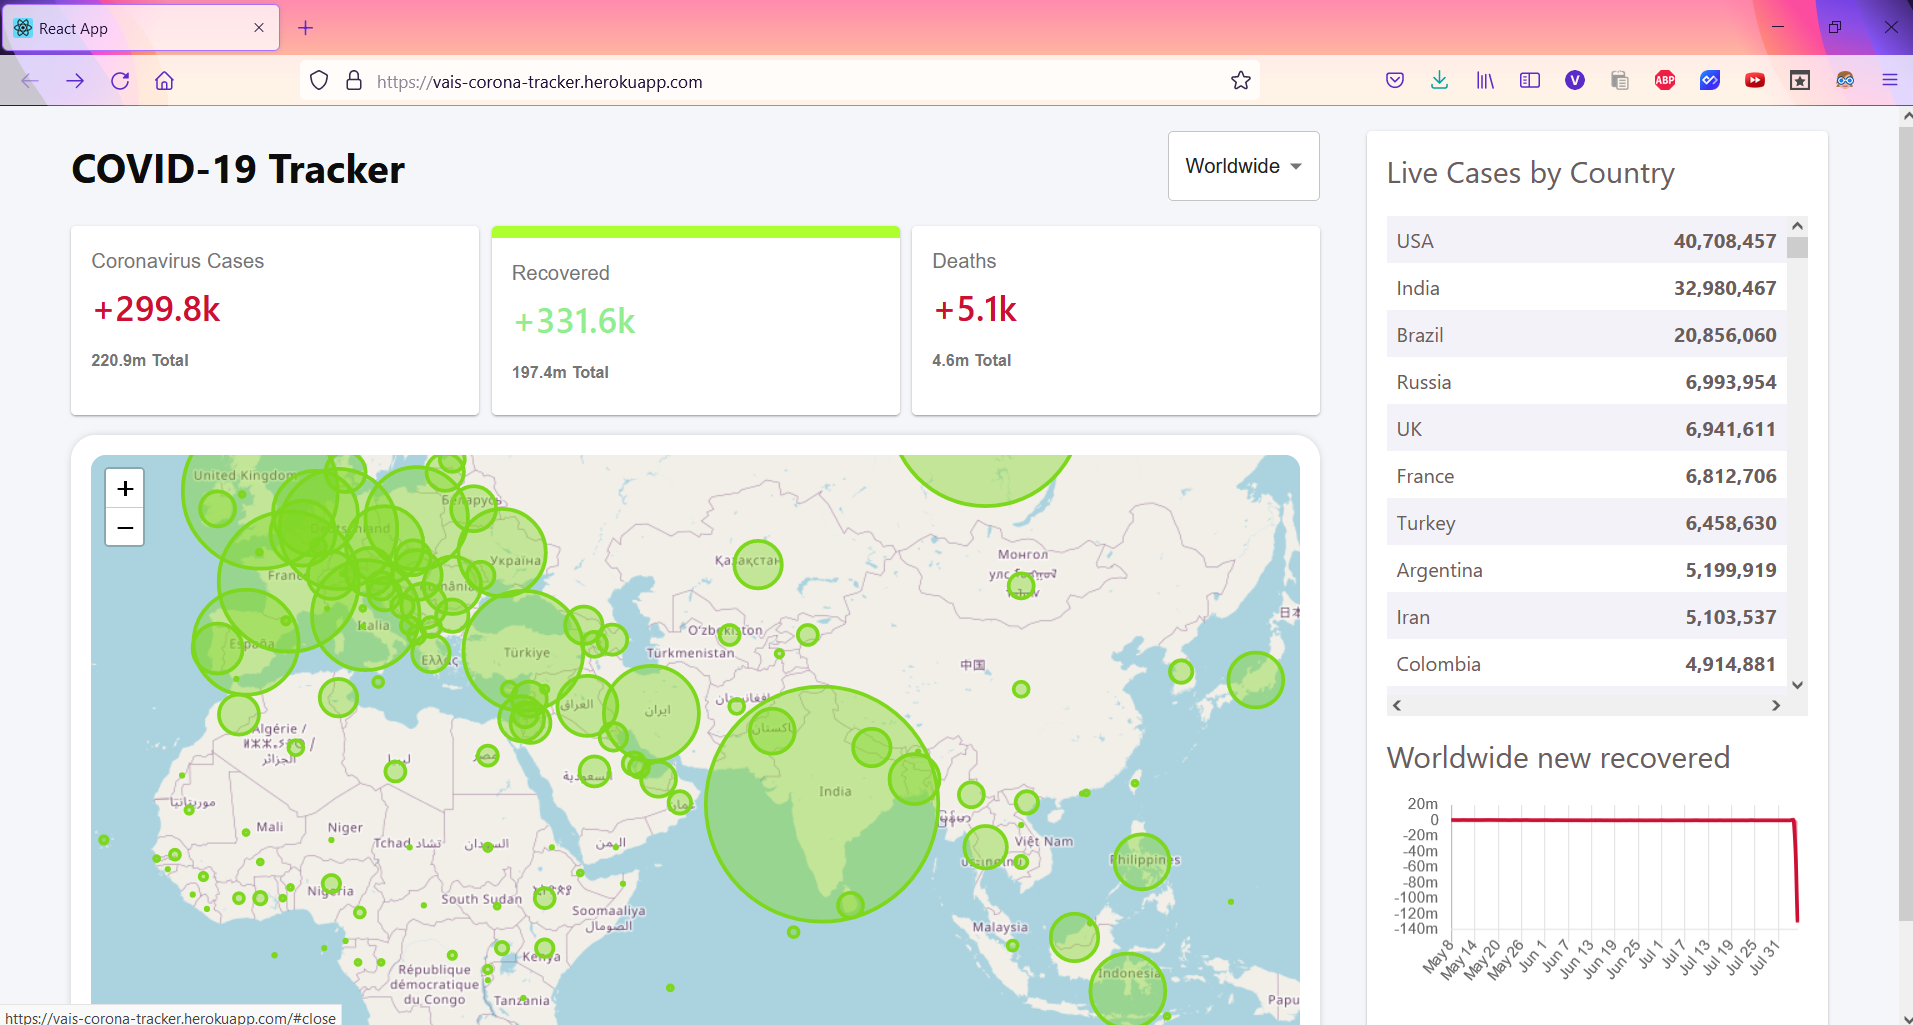 React App
https://vais-corona-tracker.herokuapp.com
COVID-19 Tracker
Worldwide
Coronavirus Cases
+299.8k
220.9m Total
Recovered
+331.6k
197.4m Total
Deaths
+5.1k
4.6m Total
+
−
United Kingdom
Беларусь
Deutschland
Україна
France
România
Italia
España
Ελλάς
Türkiye
Қазақстан
Монгол
улс
O'zbekiston
Türkmenistan
中国
日本
افغانستان
ایران
العراق
پاکستان
Algérie /
الجزائر
ليبيا
مصر
السعودية
عمان
اليمن
موريتانيا
Mali
Niger
Tchad تشاد
السودان
Nigeria
South Sudan
Soomaaliya
الصومال
Kenya
République
démocratique
du Congo
Tanzania
India
Việt Nam
Philippines
Malaysia
Indonesia
Papu
Live Cases by Country
USA 40,708,457
India 32,980,467
Brazil 20,856,060
Russia 6,993,954
UK 6,941,611
France 6,812,706
Turkey 6,458,630
Argentina 5,199,919
Iran 5,103,537
Colombia 4,914,881
Worldwide new recovered
20m
0
-20m
-40m
-60m
-80m
-100m
-120m
-140m
May 8 May 14 May 20 May 26 Jun 1 Jun 7 Jun 13 Jun 19 Jun 25 Jul 1 Jul 7 Jul 13 Jul 19 Jul 25 Jul 31
https://vais-corona-tracker.herokuapp.com/#close
V
ABP